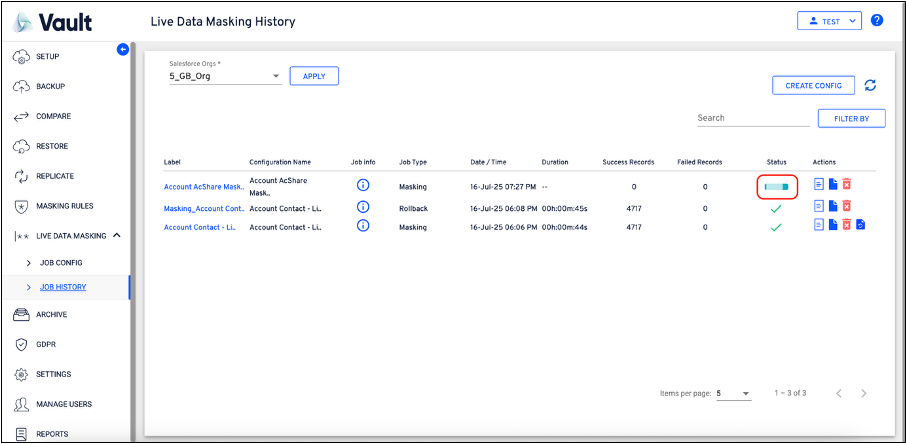 Vault
Live Data Masking History
TEST
?
SETUP
BACKUP
COMPARE
RESTORE
REPLICATE
MASKING RULES
|** LIVE DATA MASKING
JOB CONFIG
JOB HISTORY
ARCHIVE
GDPR
SETTINGS
MANAGE USERS
REPORTS
Salesforce Orgs *
5_GB_Org
APPLY
CREATE CONFIG
Search
FILTER BY
Label Configuration Name Job info Job Type Date / Time Duration Success Records Failed Records Status Actions
Account AcShare Mask.. Account AcShare Mask.. Masking 16-Jul-25 07:27 PM -- 0 0
Masking_Account Cont.. Account Contact - Li.. Rollback 16-Jul-25 06:08 PM 00h:00m:45s 4717 0
Account Contact - Li.. Account Contact - Li.. Masking 16-Jul-25 06:06 PM 00h:00m:44s 4717 0
Items per page: 5 1 – 3 of 3